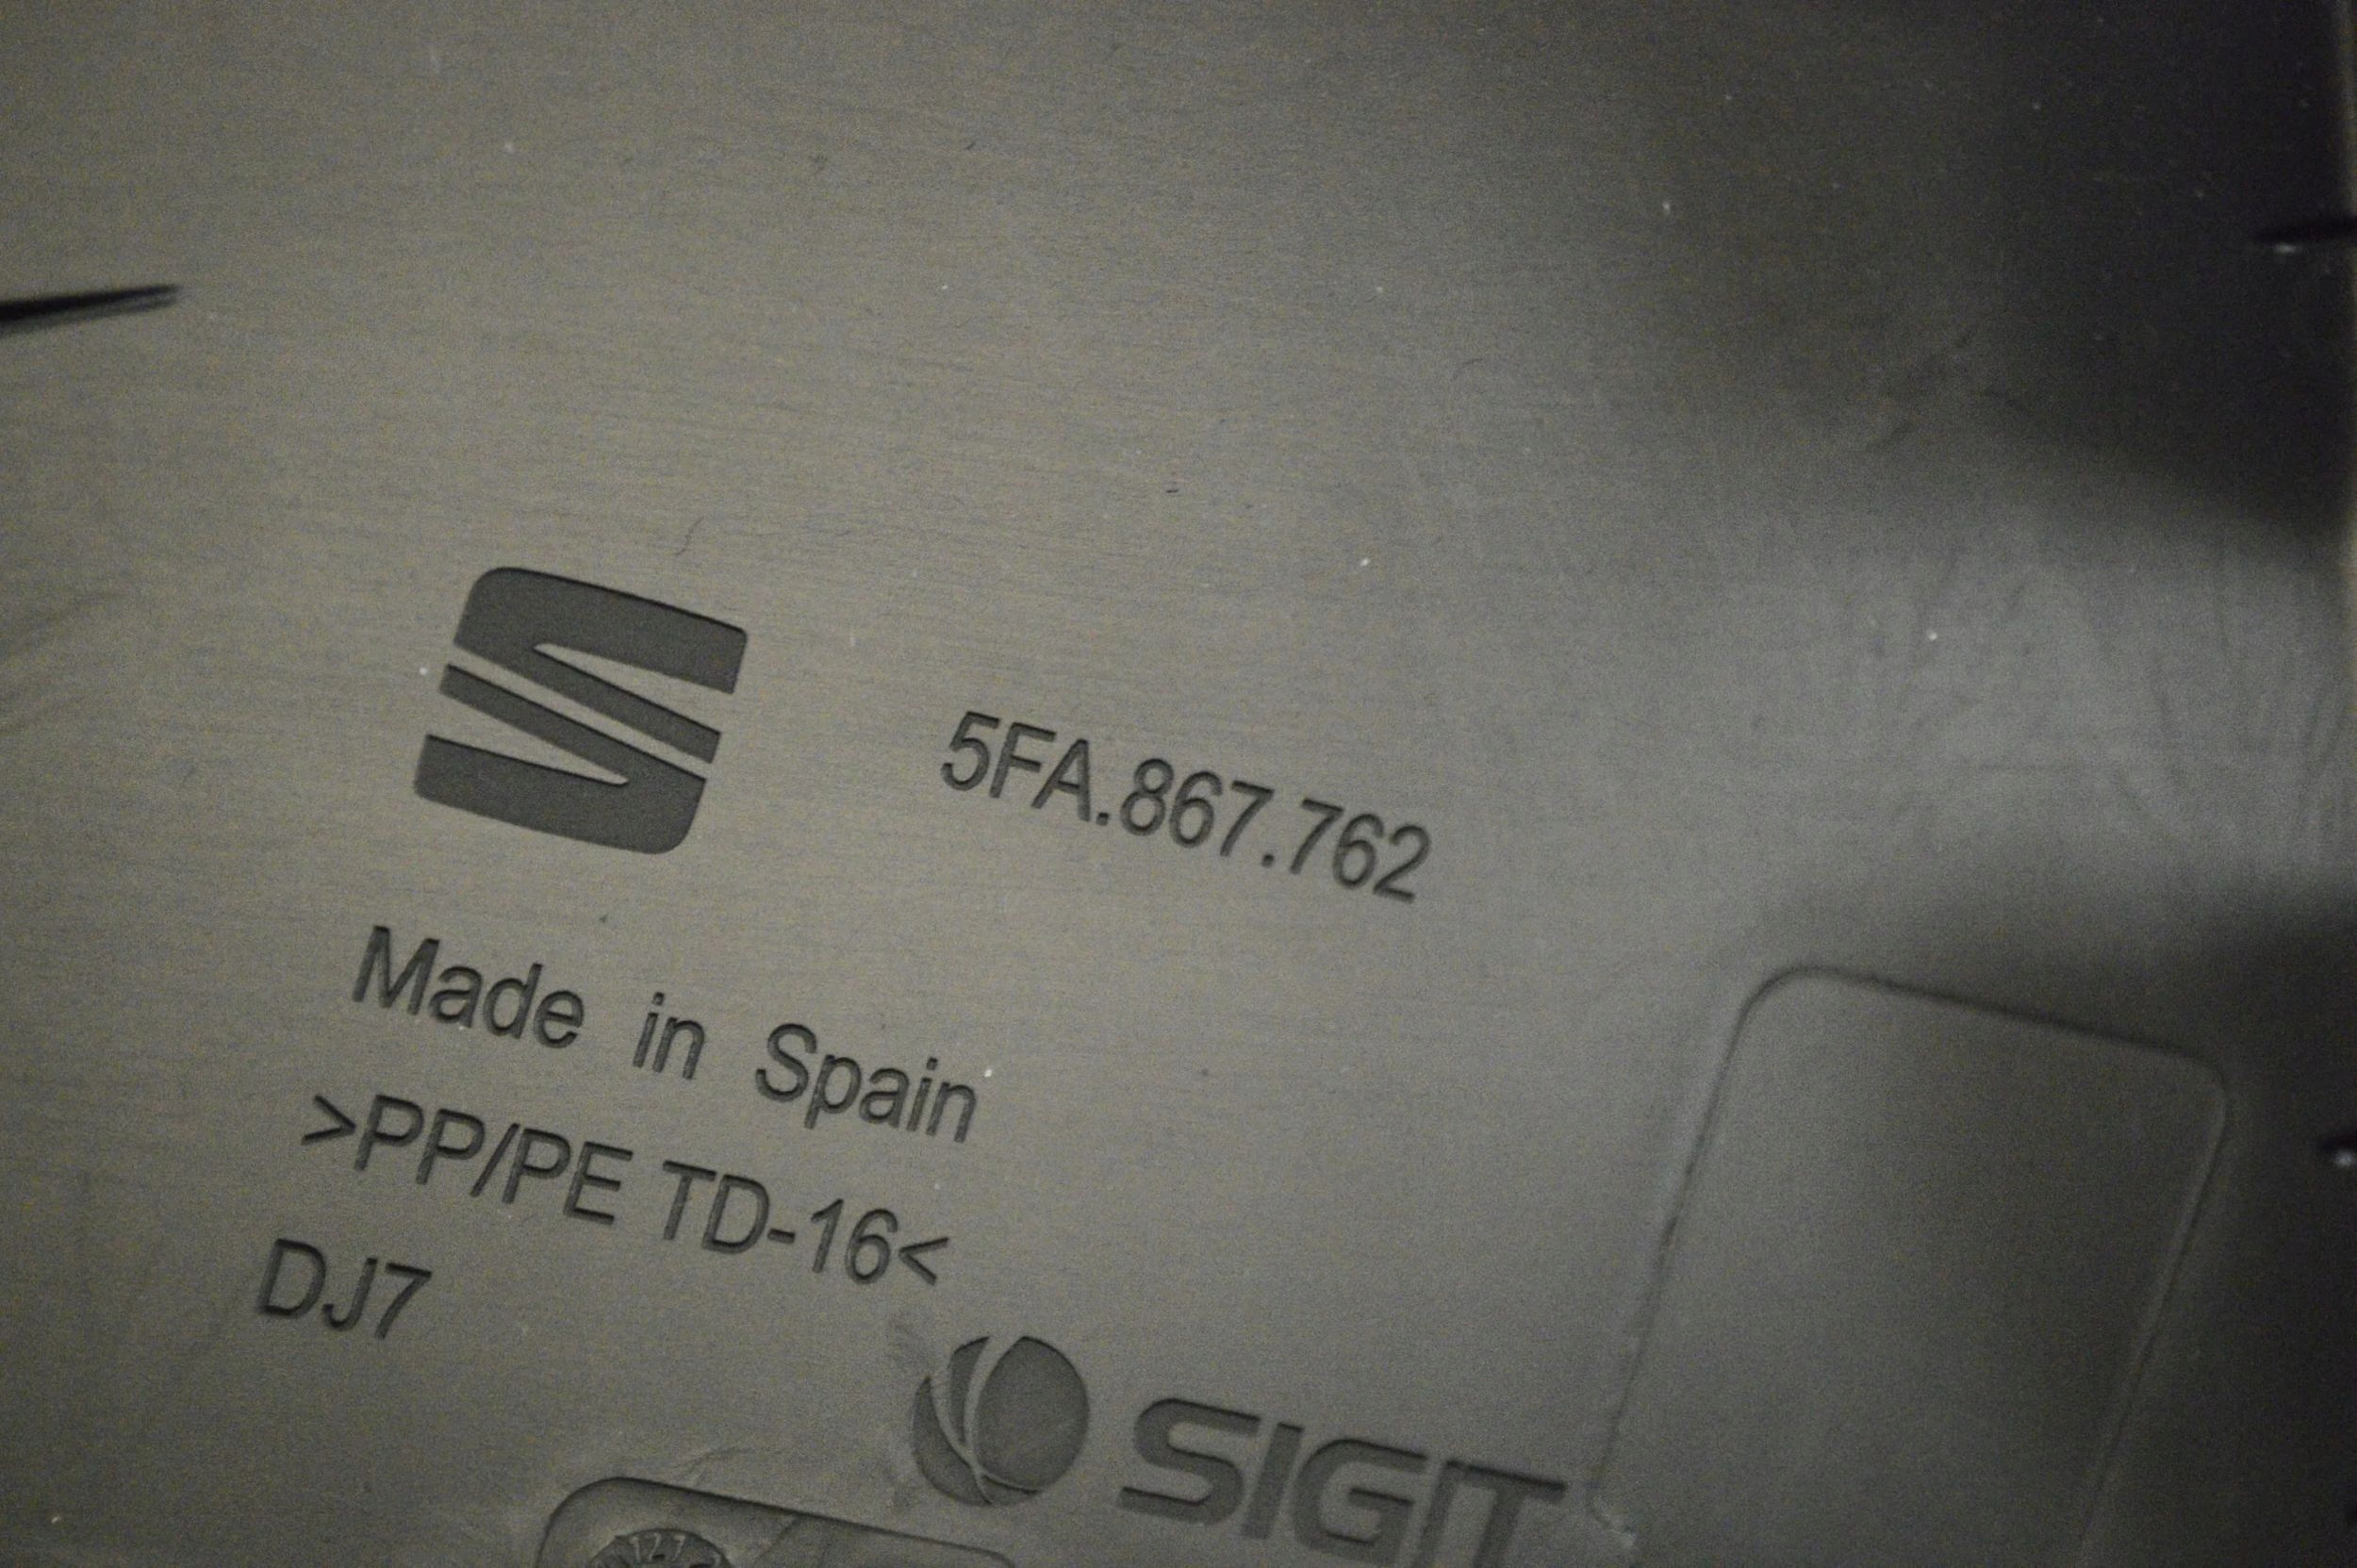 5FA.867.762
Made in Spain
>PP/PE TD-16<
DJ7
SIGIT